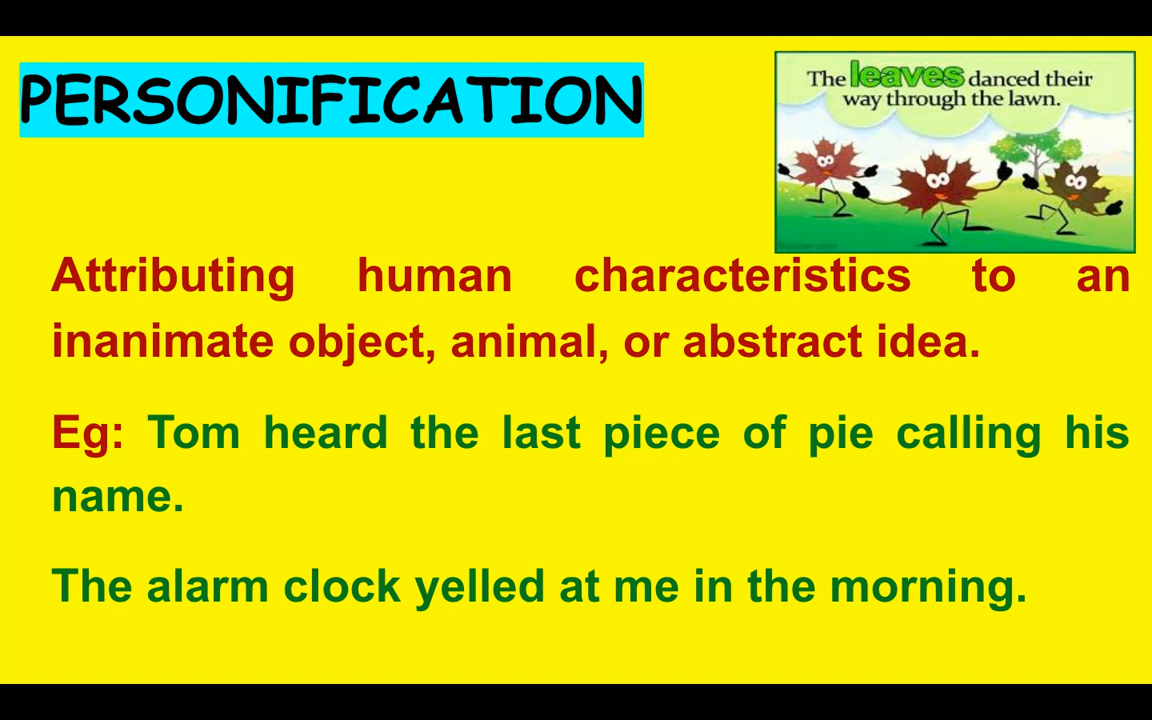 PERSONIFICATION
The leaves danced their
way through the lawn.
Attributing human characteristics to an
inanimate object, animal, or abstract idea.
Eg: Tom heard the last piece of pie calling his
name.
The alarm clock yelled at me in the morning.